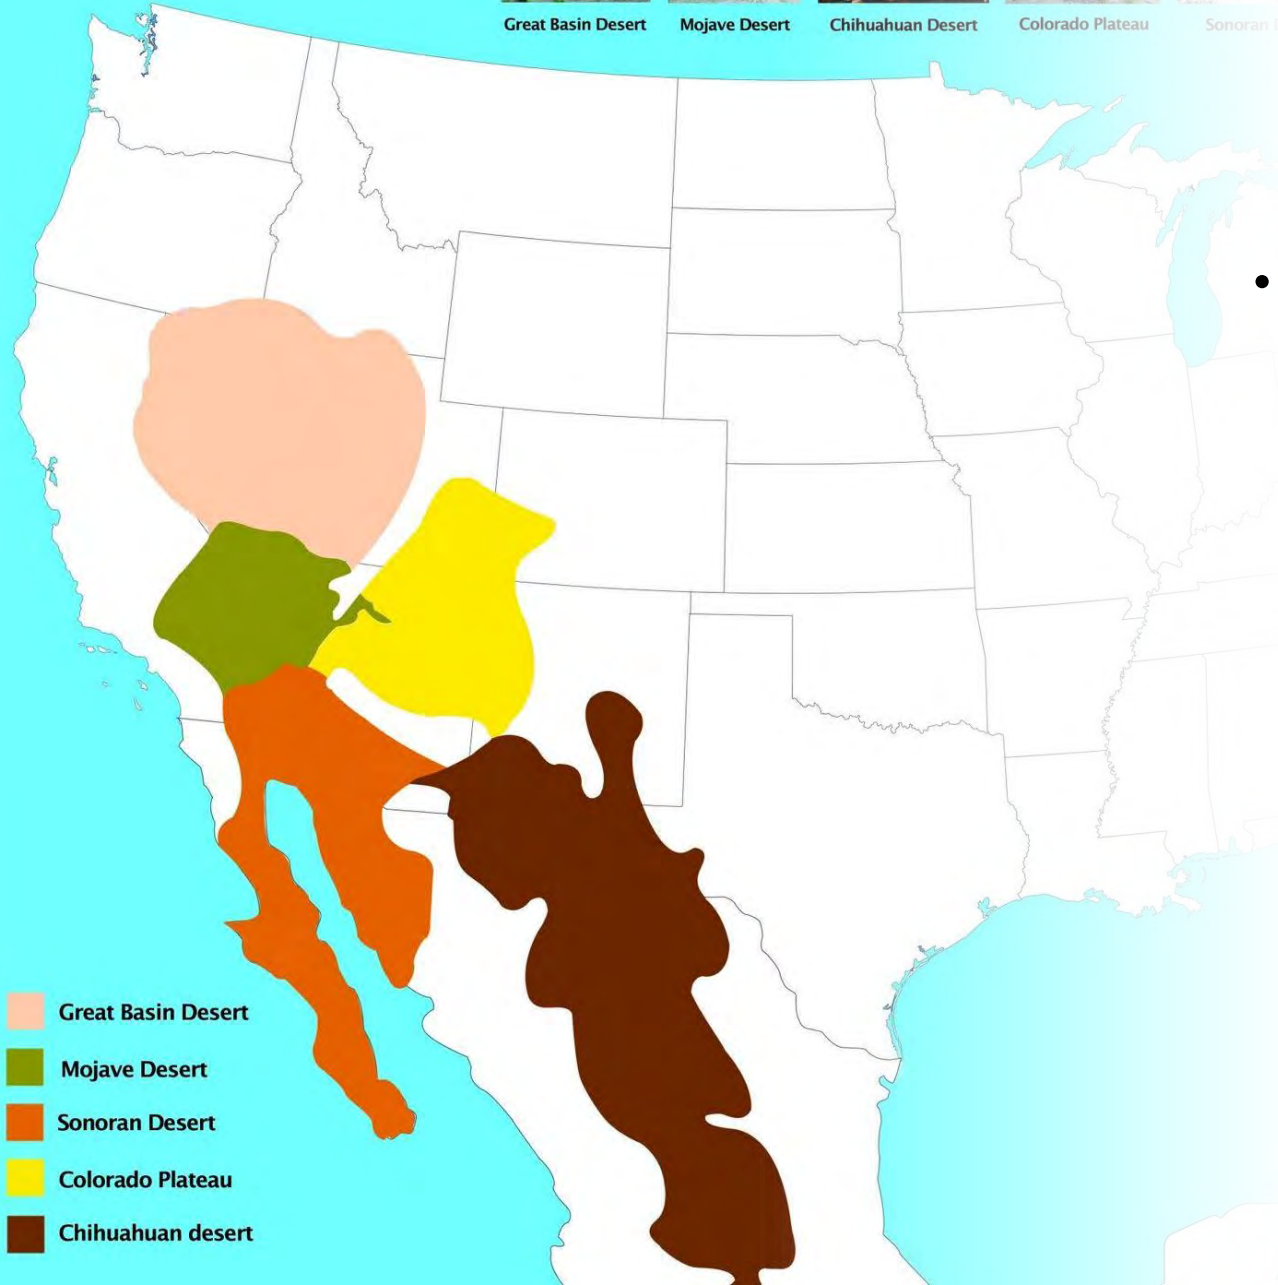 Great Basin Desert Mojave Desert Chihuahuan Desert Colorado Plateau Sonoran
Great Basin Desert
Mojave Desert
Sonoran Desert
Colorado Plateau
Chihuahuan desert